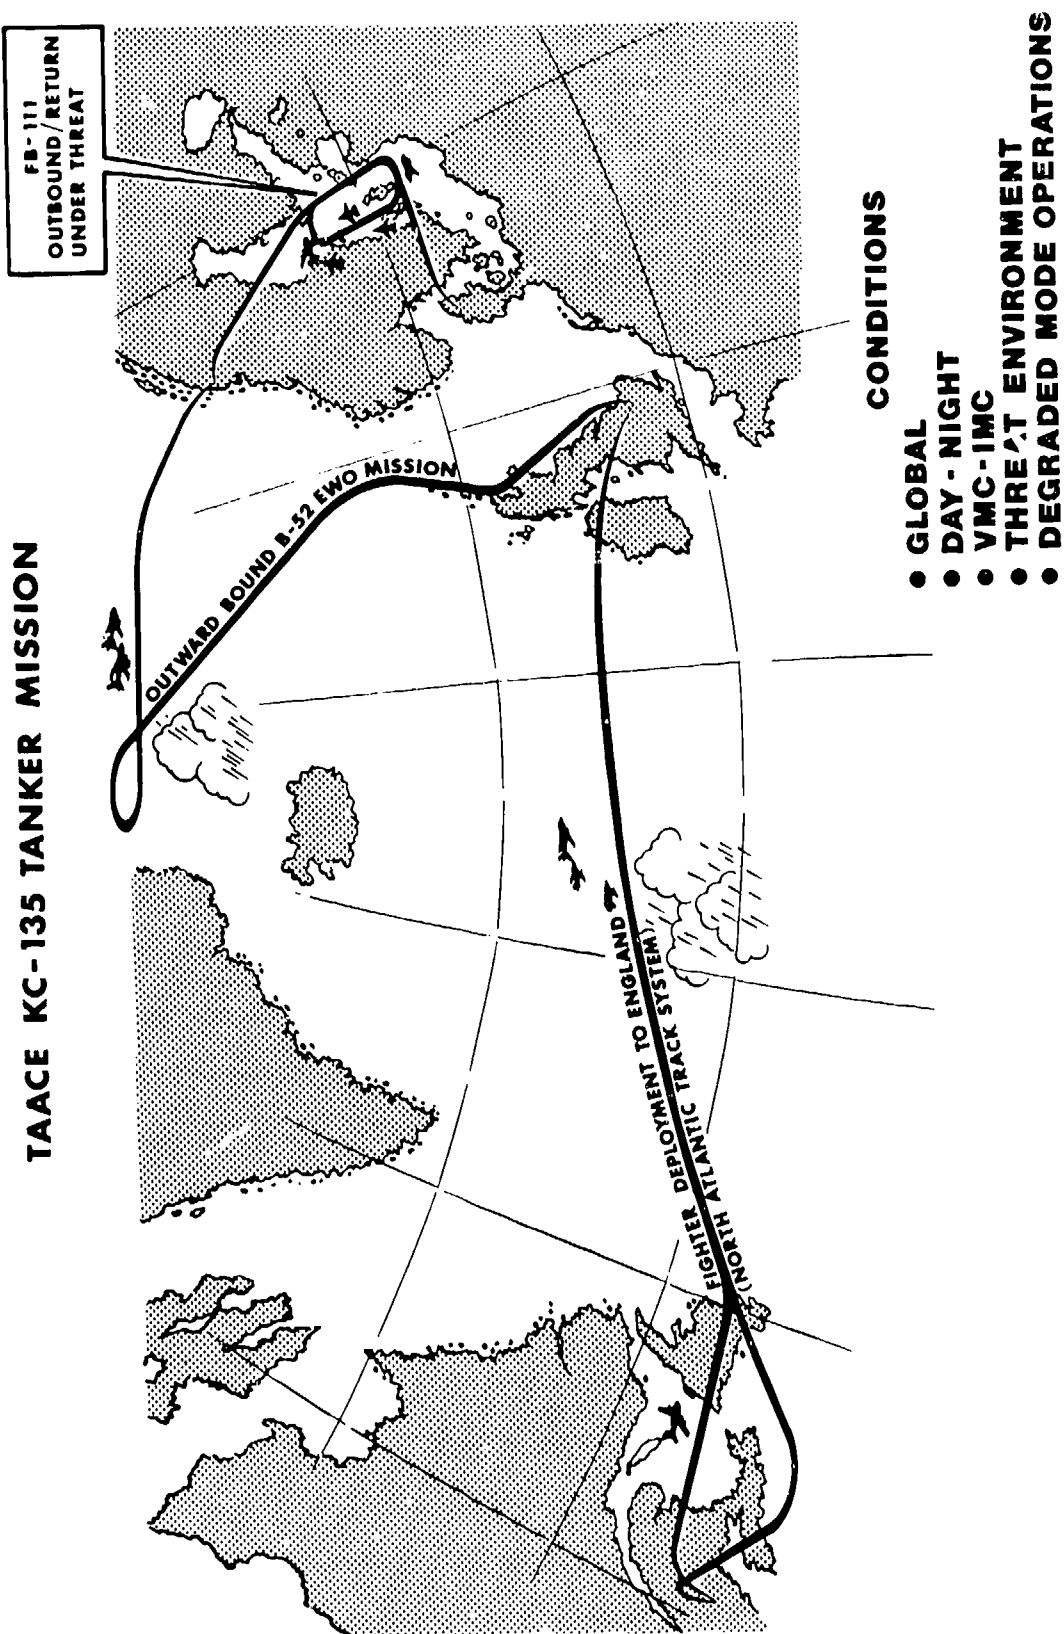 TAACE KC-135 TANKER MISSION
FB-111
OUTBOUND/RETURN
UNDER THREAT
OUTWARD BOUND B-52 EWO MISSION
FIGHTER DEPLOYMENT TO ENGLAND
(NORTH ATLANTIC TRACK SYSTEM)
CONDITIONS
• GLOBAL
• DAY-NIGHT
• VMC-IMC
• THREAT ENVIRONMENT
• DEGRADED MODE OPERATIONS